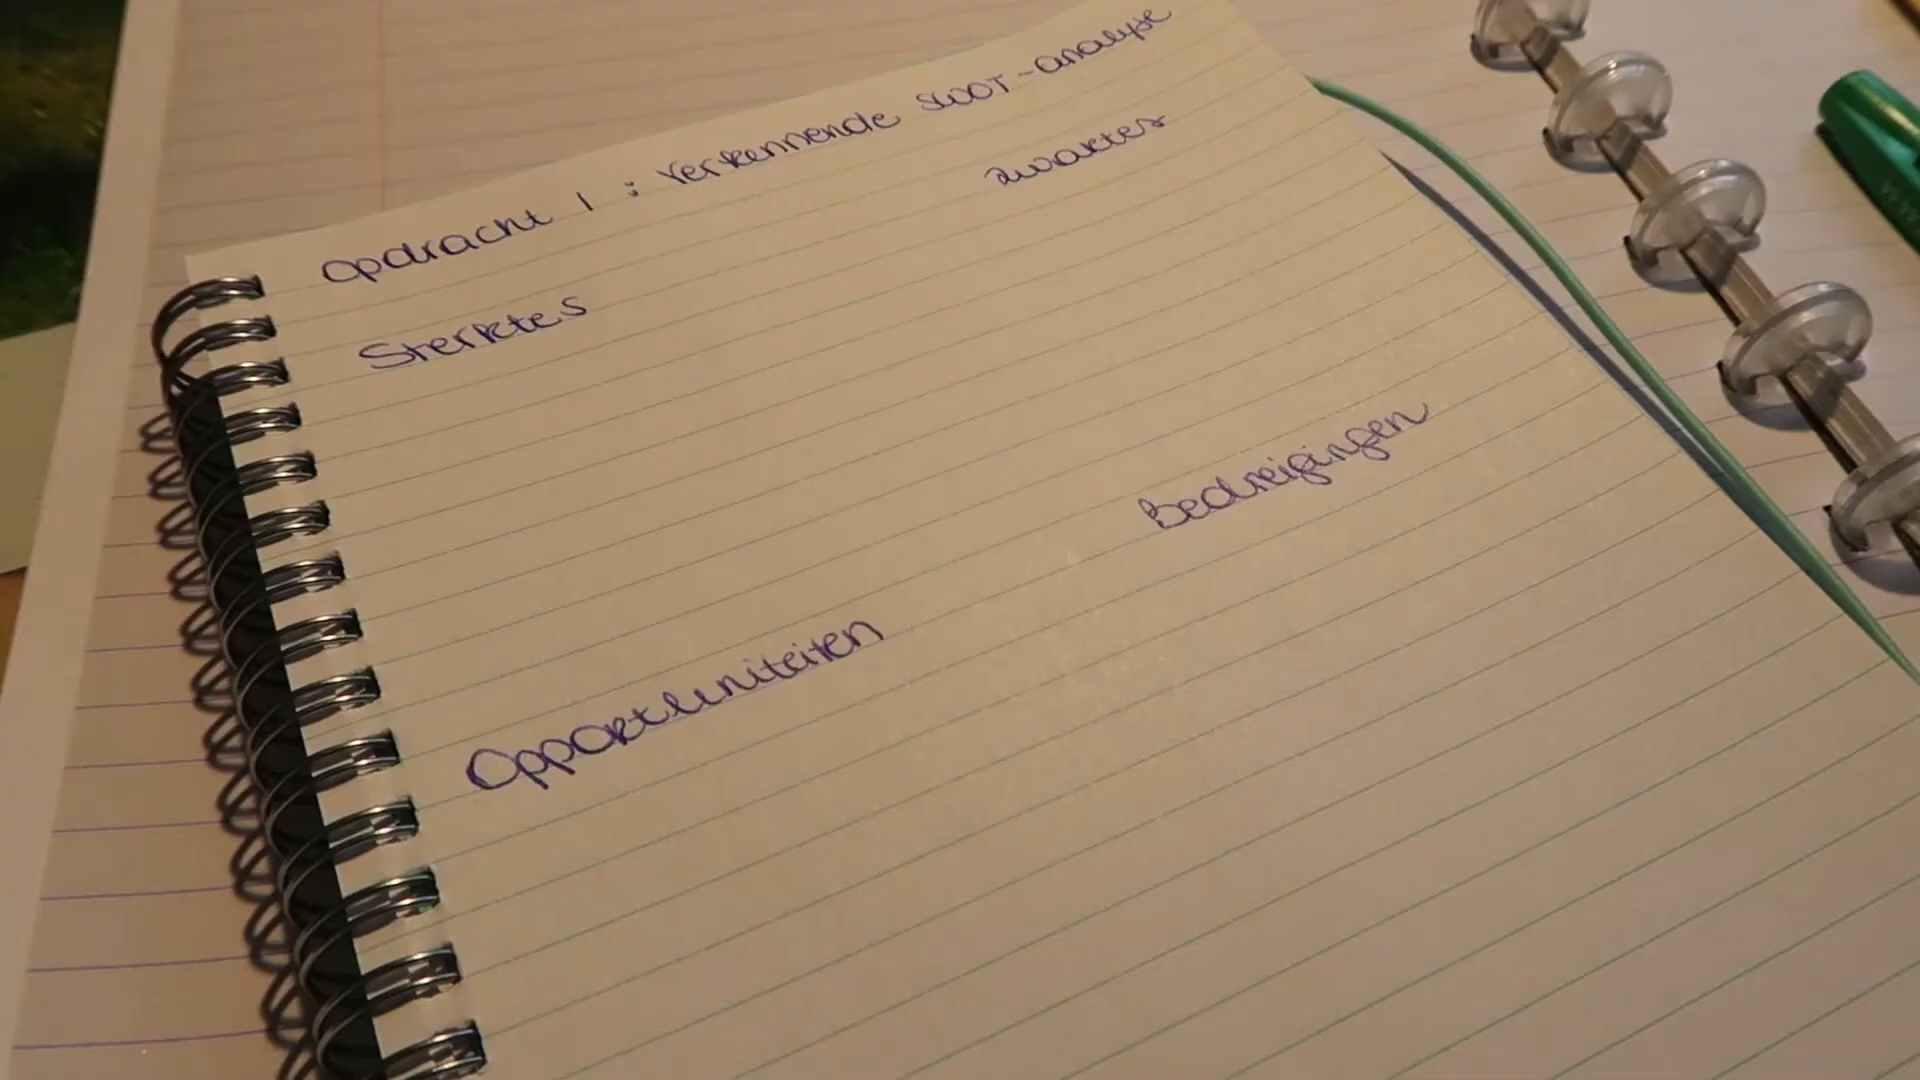 Opdracht 1 : Verkennende SWOT-analyse
Sterktes
zwaktes
Opportuniteiten
Bedreigingen